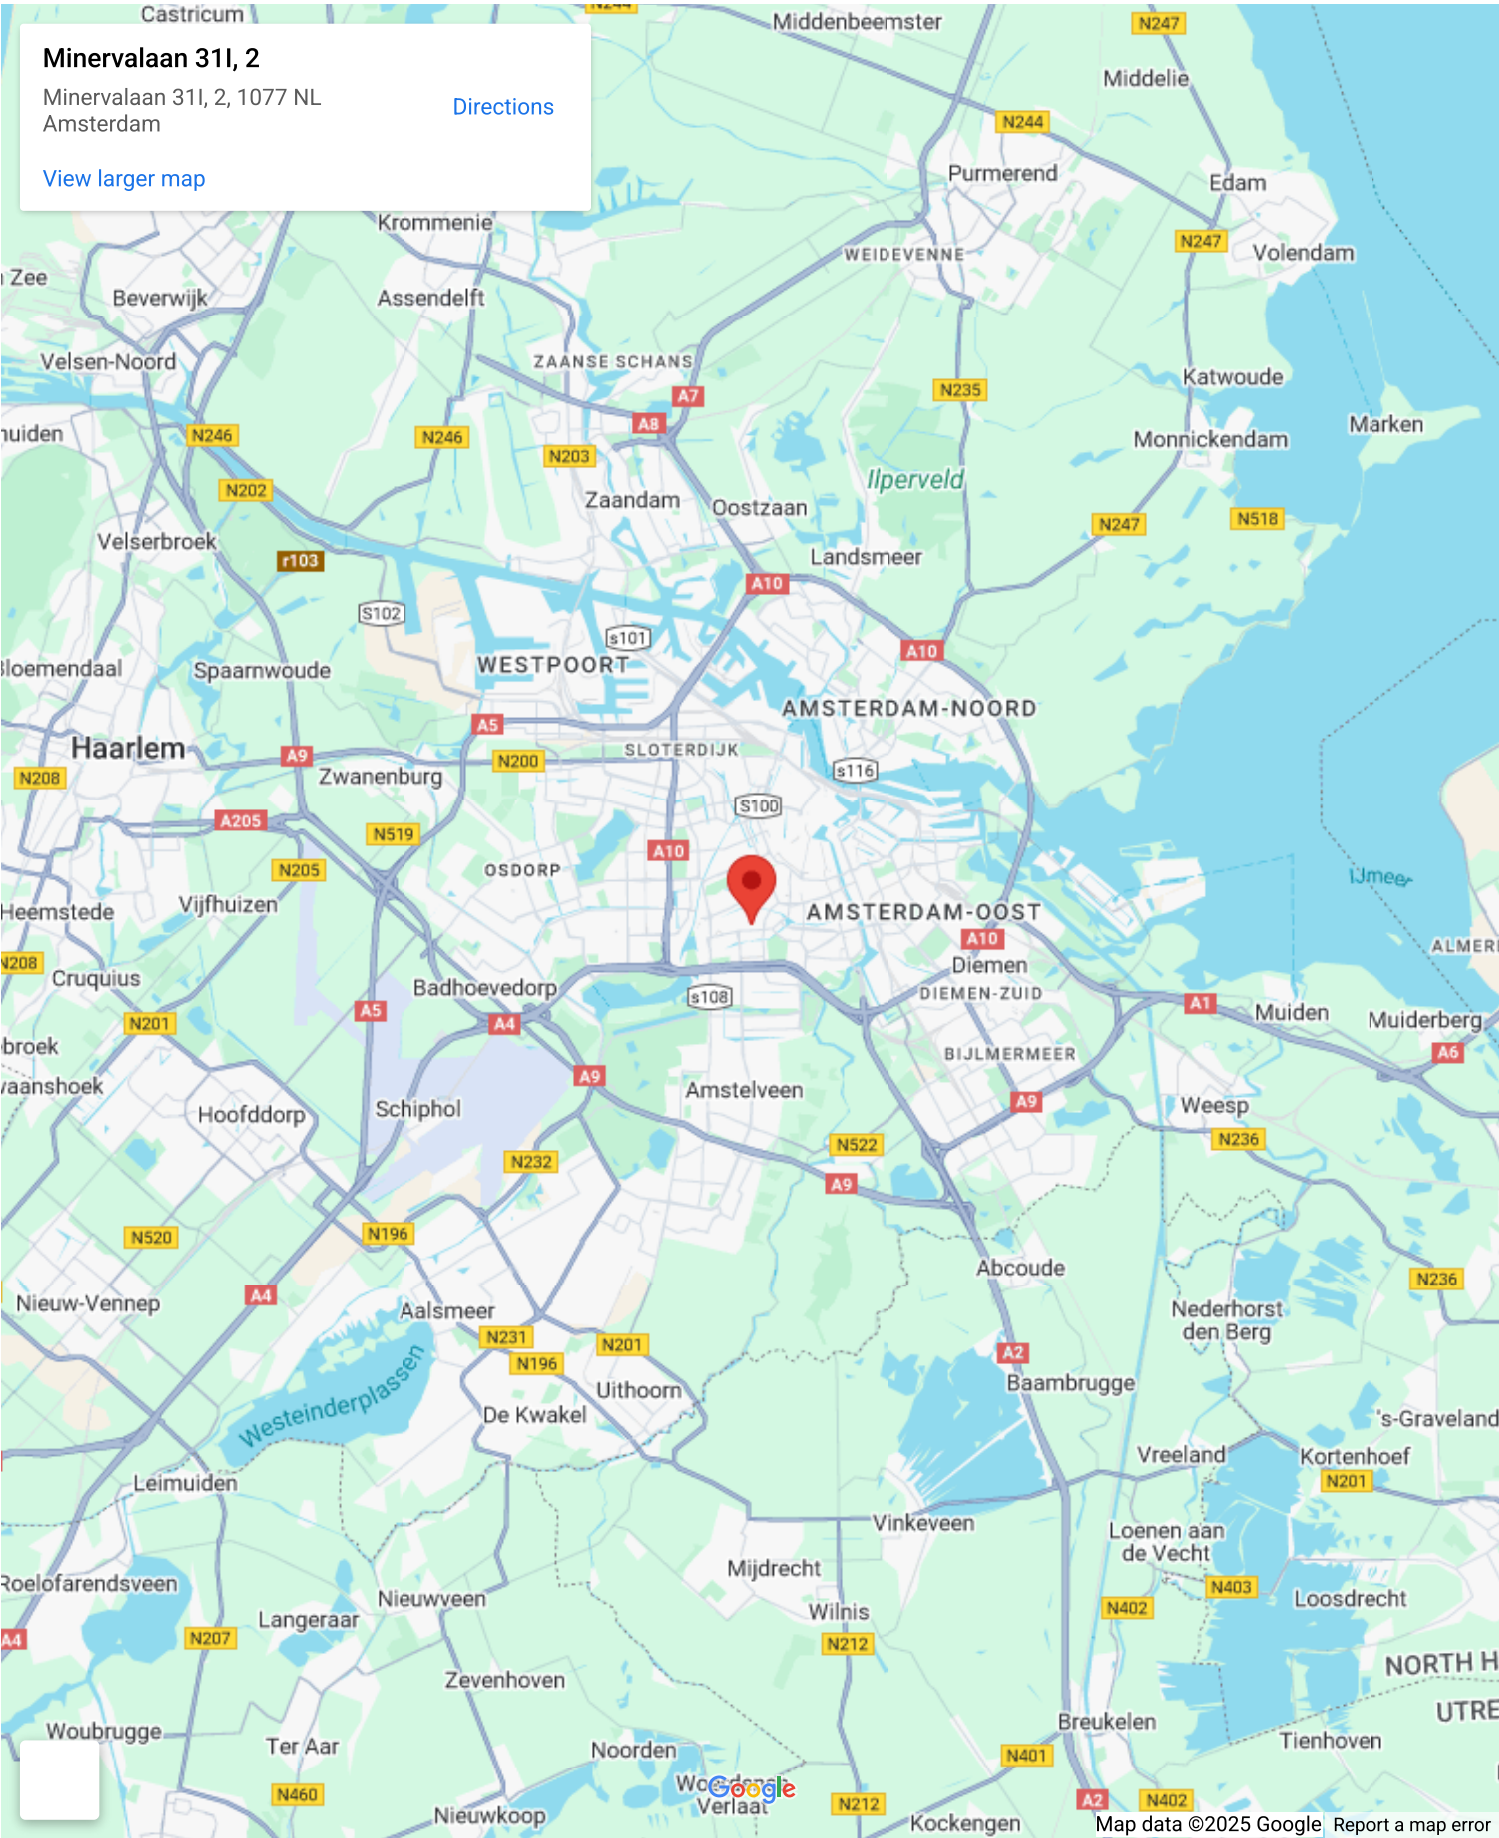 Castricum
N244
Middenbeemster
N247
Minervalaan 31I, 2
Minervalaan 31I, 2, 1077 NL
Amsterdam
Directions
View larger map
Middelie
N244
Purmerend
Edam
Krommenie
N247
WEIDEVENNE
Volendam
Zee
Beverwijk
Assendelft
Velsen-Noord
ZAANSE SCHANS
Katwoude
A7
N235
A8
Marken
N246
N246
Monnickendam
N203
Ilperveld
N202
Zaandam
Oostzaan
N247
N518
Velserbroek
Landsmeer
r103
A10
S102
s101
A10
WESTPOORT
Spaarnwoude
AMSTERDAM-NOORD
A5
Haarlem
SLOTERDIJK
A9
N200
s116
N208
Zwanenburg
S100
A205
N519
A10
N205
OSDORP
IJmeer
Vijfhuizen
Heemstede
AMSTERDAM-OOST
A10
N208
Diemen
Cruquius
Badhoevedorp
s108
DIEMEN-ZUID
A5
A1
N201
A4
Muiden
Muiderberg
BIJLMERMEER
A6
A9
Amstelveen
A9
Hoofddorp
Schiphol
Weesp
N522
N236
N232
A9
N520
N196
Abcoude
N236
A4
Nieuw-Vennep
Aalsmeer
Nederhorst
den Berg
N231
N201
A2
N196
Westeinderplassen
Uithoorn
Baambrugge
De Kwakel
's-Graveland
Vreeland
Kortenhoef
Leimuiden
N201
Vinkeveen
Loenen aan
de Vecht
Mijdrecht
Roelofarendsveen
N403
Nieuwveen
Loosdrecht
N402
Langeraar
Wilnis
A4
N207
N212
NORTH H
Zevenhoven
UTRE
Woubrugge
Breukelen
Ter Aar
Noorden
Tienhoven
N401
Google
Verlaat
N460
N212
A2
N402
Nieuwkoop
Kockengen
Map data ©2025 Google
Report a map error